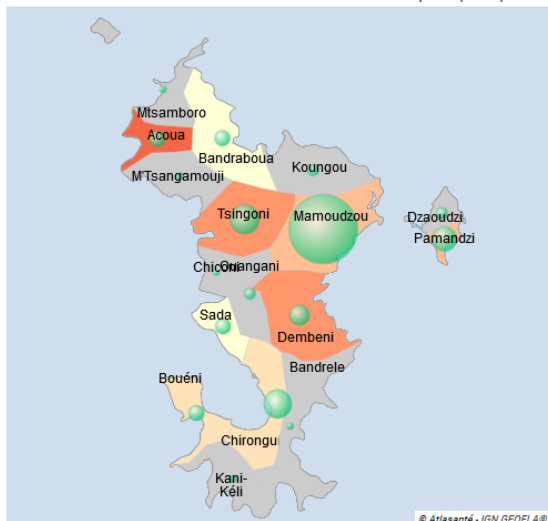 Mtsamboro
Acoua
Bandraboua
Koungou
M'Tsangamouji
Tsingoni
Mamoudzou
Dzaoudzi
Pamandzi
Chiconi
Ouangani
Sada
Dembeni
Bandrele
Bouéni
Chirongui
Kani-
Kéli
© Atlasanté - IGN GEOFLA®